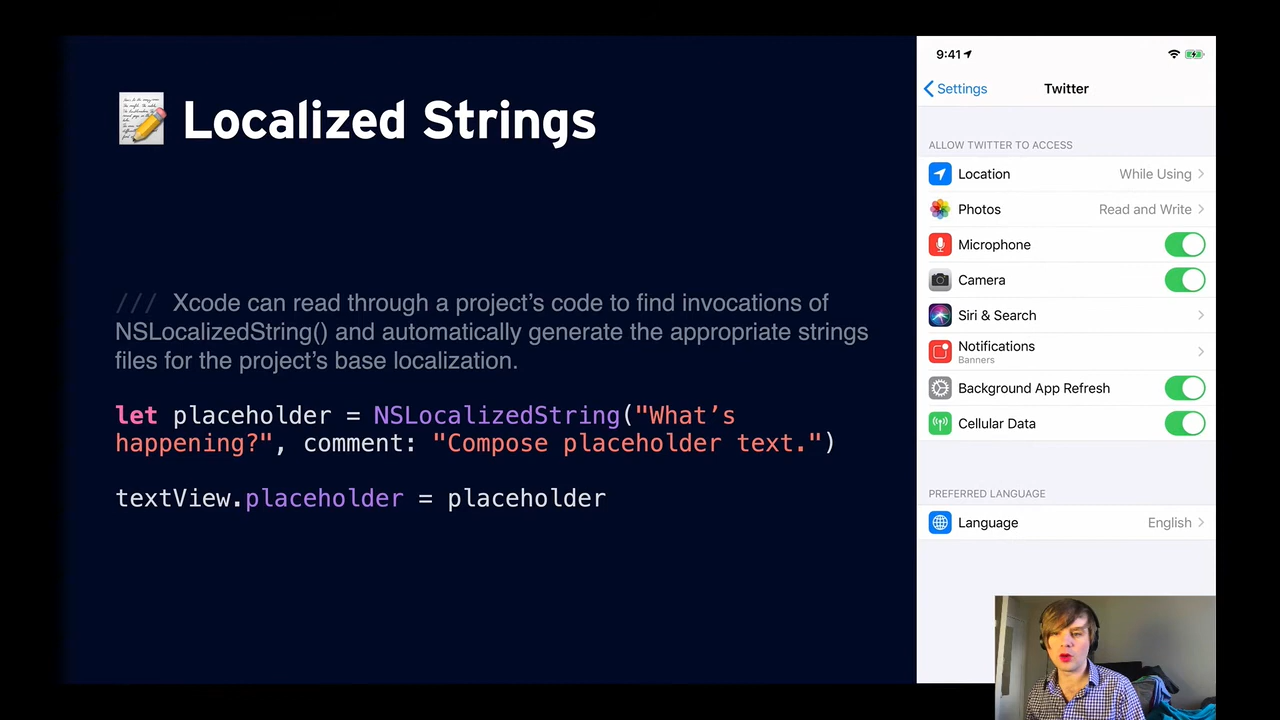 Localized Strings
/// Xcode can read through a project’s code to find invocations of
NSLocalizedString() and automatically generate the appropriate strings
files for the project’s base localization.
let placeholder = NSLocalizedString("What’s
happening?", comment: "Compose placeholder text.")
textView.placeholder = placeholder
9:41
Settings
Twitter
ALLOW TWITTER TO ACCESS
Location While Using
Photos Read and Write
Microphone
Camera
Siri & Search
Notifications
Banners
Background App Refresh
Cellular Data
PREFERRED LANGUAGE
Language English